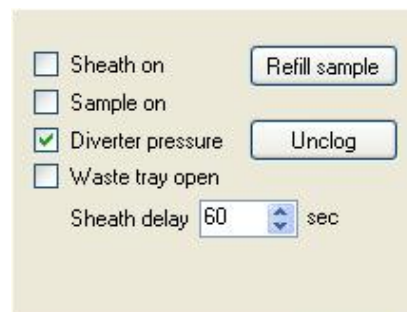 Sheath on
Refill sample
Sample on
Diverter pressure
Unclog
Waste tray open
Sheath delay 60 sec